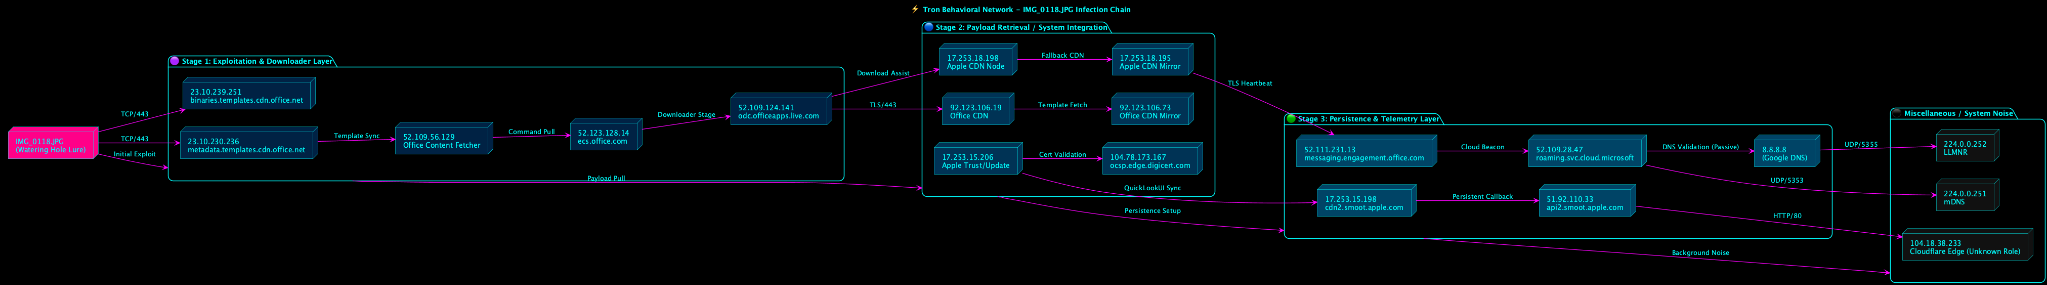 ⚡ Tron Behavioral Network - IMG_0118.JPG Infection Chain
IMG_0118.JPG
(Watering Hole Lure)
TCP/443
TCP/443
Initial Exploit
Stage 1: Exploitation & Downloader Layer
23.10.239.251
binaries.templates.cdn.office.net
23.10.230.236
metadata.templates.cdn.office.net
Template Sync
52.109.56.129
Office Content Fetcher
Command Pull
52.123.128.14
ecs.office.com
Downloader Stage
52.109.124.141
odc.officeapps.live.com
Payload Pull
Download Assist
TLS/443
Stage 2: Payload Retrieval / System Integration
17.253.18.198
Apple CDN Node
Fallback CDN
17.253.18.195
Apple CDN Mirror
92.123.106.19
Office CDN
Template Fetch
92.123.106.73
Office CDN Mirror
17.253.15.206
Apple Trust/Update
Cert Validation
104.78.173.167
ocsp.edge.digicert.com
TLS Heartbeat
QuickLookUI Sync
Persistence Setup
Stage 3: Persistence & Telemetry Layer
52.111.231.13
messaging.engagement.office.com
Cloud Beacon
52.109.28.47
roaming.svc.cloud.microsoft
DNS Validation (Passive)
8.8.8.8
(Google DNS)
17.253.15.198
cdn2.smoot.apple.com
Persistent Callback
51.92.110.33
api2.smoot.apple.com
UDP/5355
UDP/5353
HTTP/80
Background Noise
Miscellaneous / System Noise
224.0.0.252
LLMNR
224.0.0.251
mDNS
104.18.38.233
Cloudflare Edge (Unknown Role)